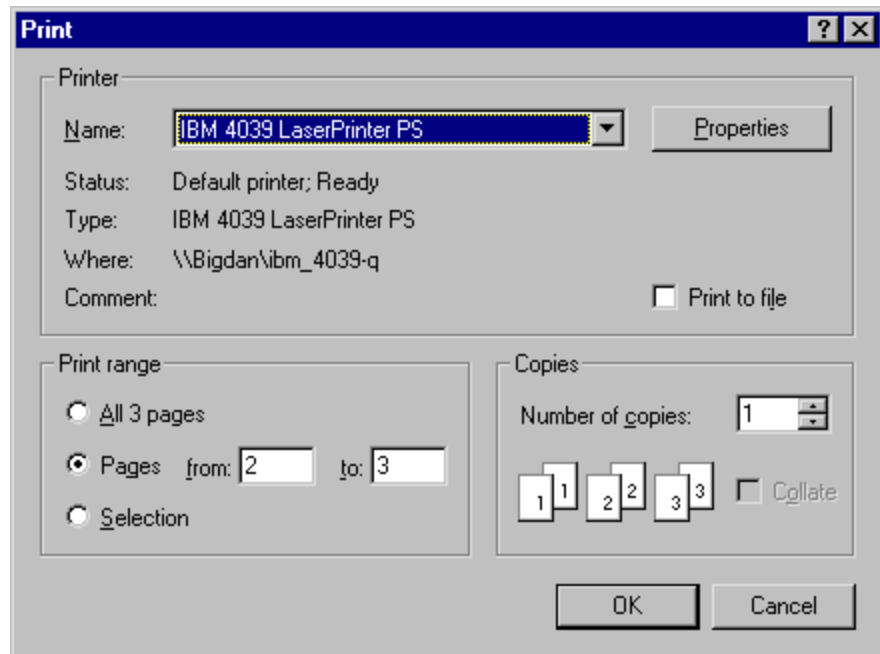 Print
Printer
Name: IBM 4039 LaserPrinter PS Properties
Status: Default printer; Ready
Type: IBM 4039 LaserPrinter PS
Where: \\Bigdan\ibm_4039-q
Comment: Print to file
Print range
All 3 pages
Pages from: 2 to: 3
Selection
Copies
Number of copies: 1
1 1 2 2 3 3 Collate
OK Cancel